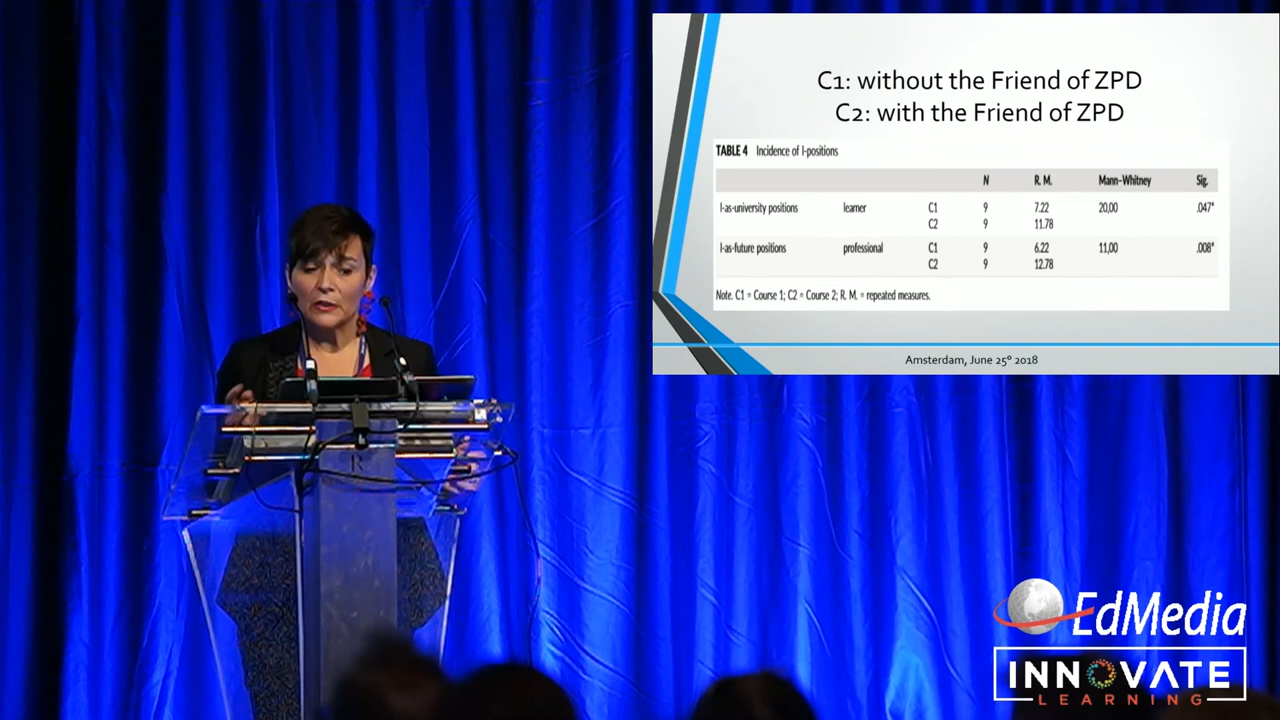 C1: without the Friend of ZPD
C2: with the Friend of ZPD
TABLE 4 Incidence of I-positions
N R. M. Mann-Whitney Sig.
I-as-university positions learner C1 9 7.22 20,00 .047*
C2 9 11.78
I-as-future positions professional C1 9 6.22 11,00 .008*
C2 9 12.78
Note. C1 = Course 1; C2 = Course 2; R. M. = repeated measures.
Amsterdam, June 25º 2018
R
EdMedia
INNOVATE
LEARNING